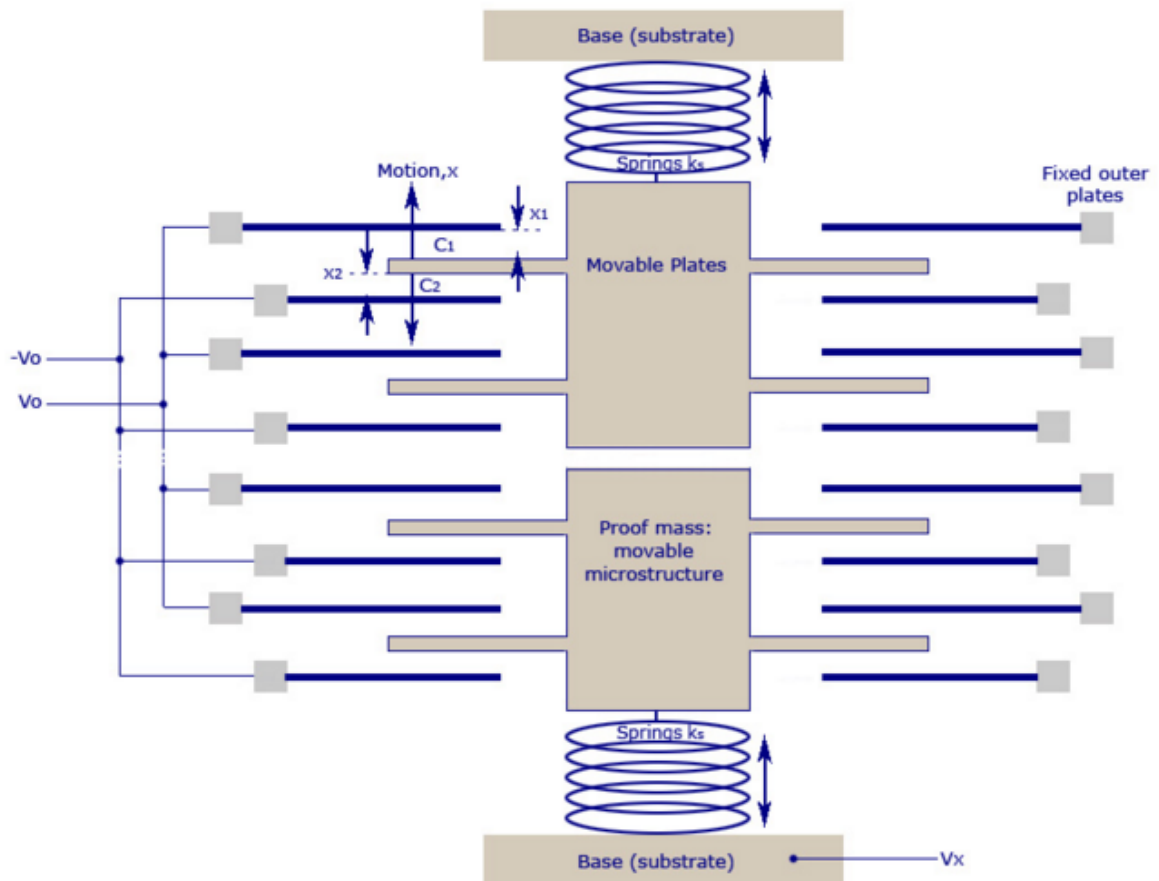 Base (substrate)
Springs kₛ
Motion,x
Fixed outer
plates
x1
C1
Movable Plates
x2
C2
-Vo
Vo
Proof mass:
movable
microstructure
Springs kₛ
Base (substrate)
Vx